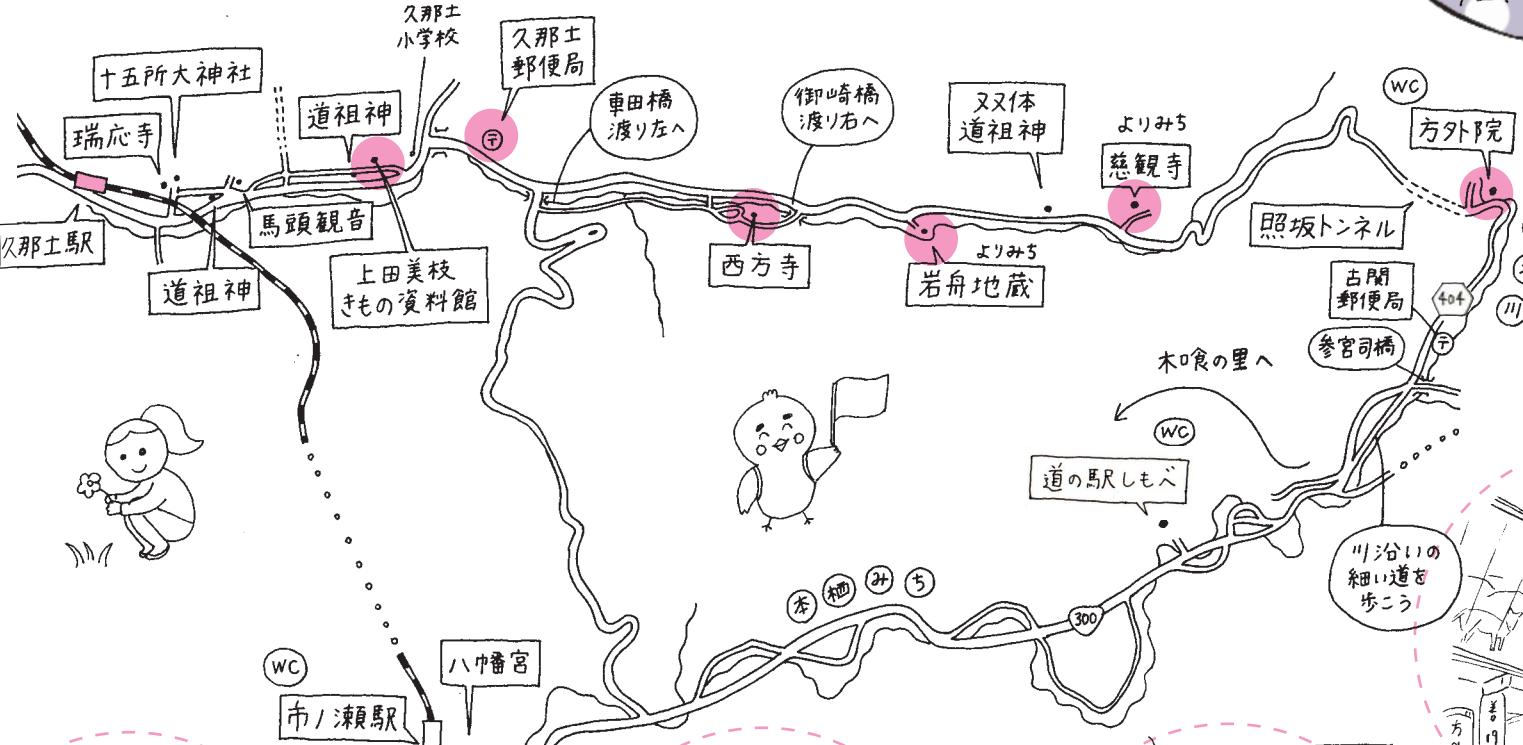 久那土
小学校
久那土
郵便局
十五所大神社
瑞応寺
道祖神
車田橋
渡り左へ
御崎橋
渡り右へ
双体
道祖神
よりみち
慈観寺
WC
方外院
久那土駅
道祖神
馬頭観音
上田美枝
きもの資料館
西方寺
よりみち
岩舟地蔵
照坂トンネル
古関
郵便局
404
川
参宮司橋
木喰の里へ
WC
道の駅しもべ
川沿いの
細い道を
歩こう
本栖みち
300
WC
市ノ瀬駅
八幡宮